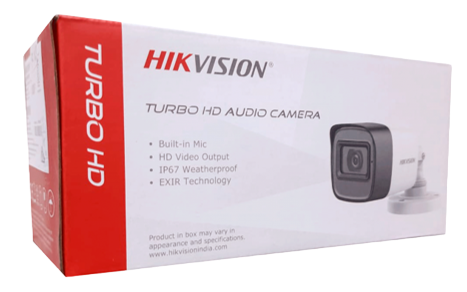 TURBO HD
HIKVISION®
TURBO HD AUDIO CAMERA
• Built-in Mic
• HD Video Output
• IP67 Weatherproof
• EXIR Technology
HIKVISION
Product in box may vary in
appearance and specifications.
www.hikvisionindia.com